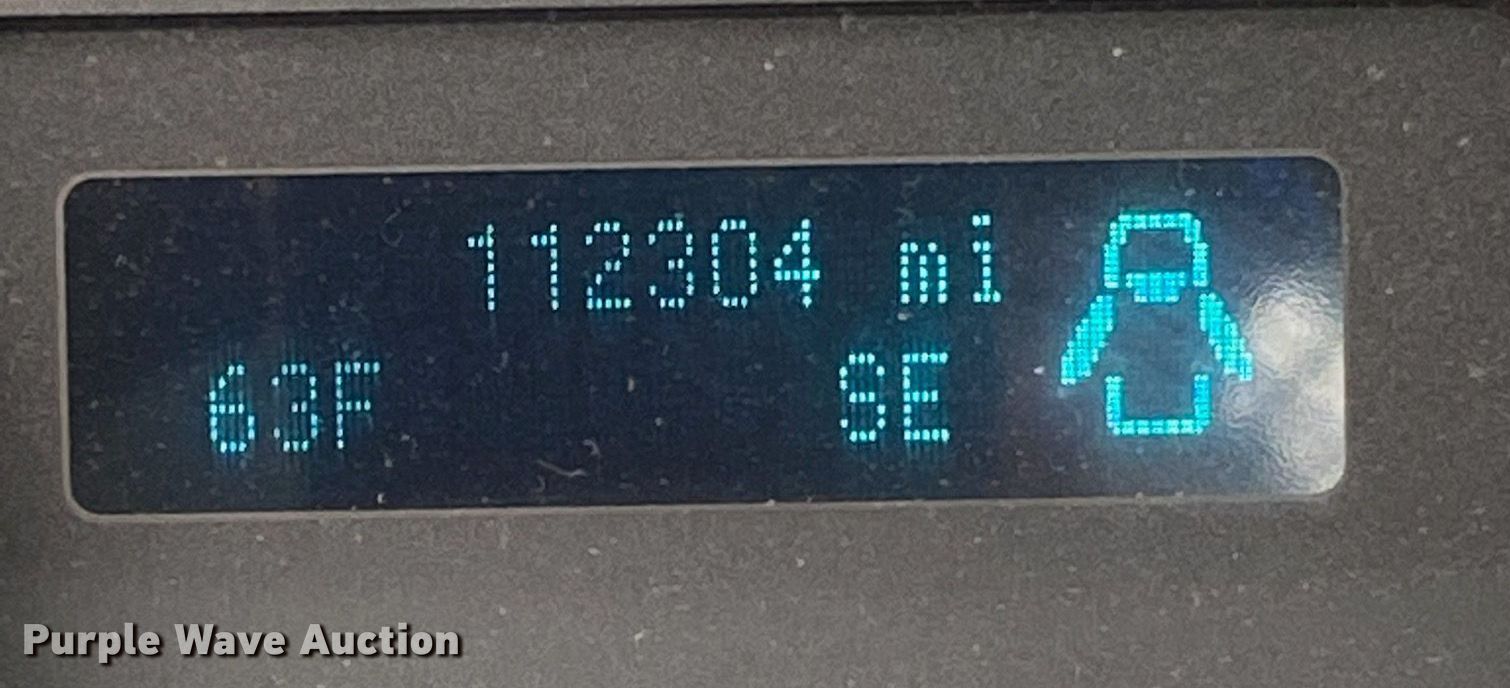 112304 mi
63F SE
Purple Wave Auction